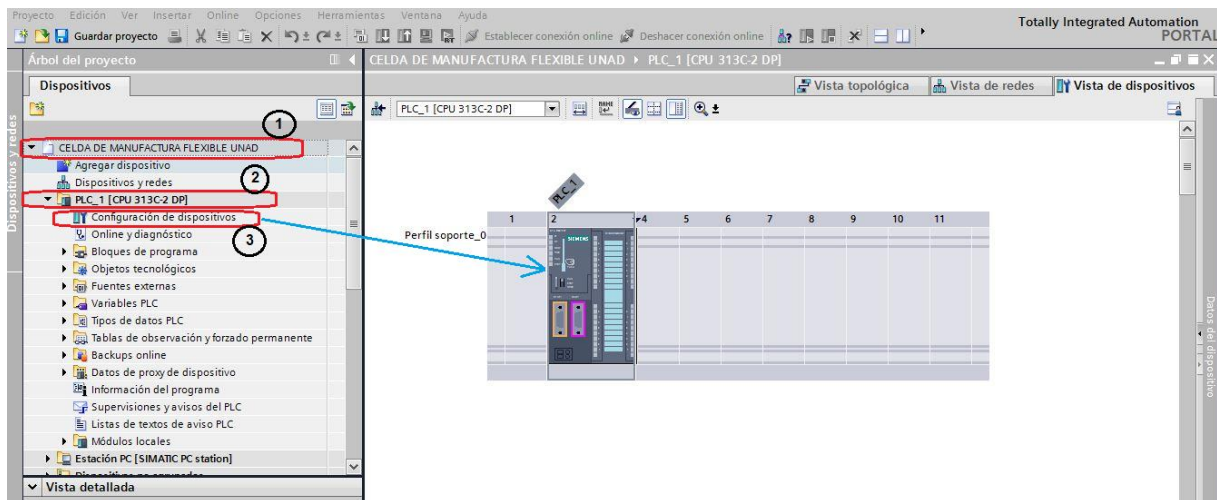 Proyecto Edición Ver Insertar Online Opciones Herramientas Ventana Ayuda
Totally Integrated Automation
PORTAL
Guardar proyecto
Establecer conexión online
Deshacer conexión online
Árbol del proyecto
CELDA DE MANUFACTURA FLEXIBLE UNAD PLC_1 [CPU 313C-2 DP]
Dispositivos
Vista topológica
Vista de redes
Vista de dispositivos
PLC_1 [CPU 313C-2 DP]
Dispositivos y redes
1
CELDA DE MANUFACTURA FLEXIBLE UNAD
Agregar dispositivo
Dispositivos y redes
2
PLC_1 [CPU 313C-2 DP]
Configuración de dispositivos
3
Online y diagnóstico
Bloques de programa
Objetos tecnológicos
Fuentes externas
Variables PLC
Tipos de datos PLC
Tablas de observación y forzado permanente
Backups online
Datos de proxy de dispositivo
Información del programa
Supervisiones y avisos del PLC
Listas de textos de aviso PLC
Módulos locales
Estación PC [SIMATIC PC station]
Vista detallada
PLC_1
1 2 4 5 6 7 8 9 10 11
Perfil soporte_0
SIEMENS
Datos del dispositivo